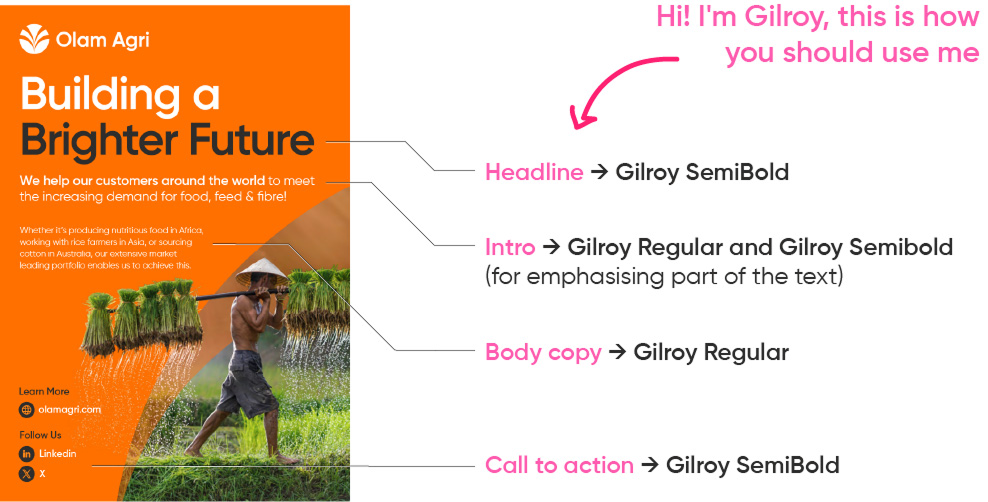 Olam Agri
Building a
Brighter Future
We help our customers around the world to meet
the increasing demand for food, feed & fibre!
Whether it's producing nutritious food in Africa,
working with rice farmers in Asia, or sourcing
cotton in Australia, our extensive market
leading portfolio enables us to achieve this.
Learn More
olamagri.com
Follow Us
in Linkedin
X X
Hi! I'm Gilroy, this is how
you should use me
Headline → Gilroy SemiBold
Intro → Gilroy Regular and Gilroy Semibold
(for emphasising part of the text)
Body copy → Gilroy Regular
Call to action → Gilroy SemiBold